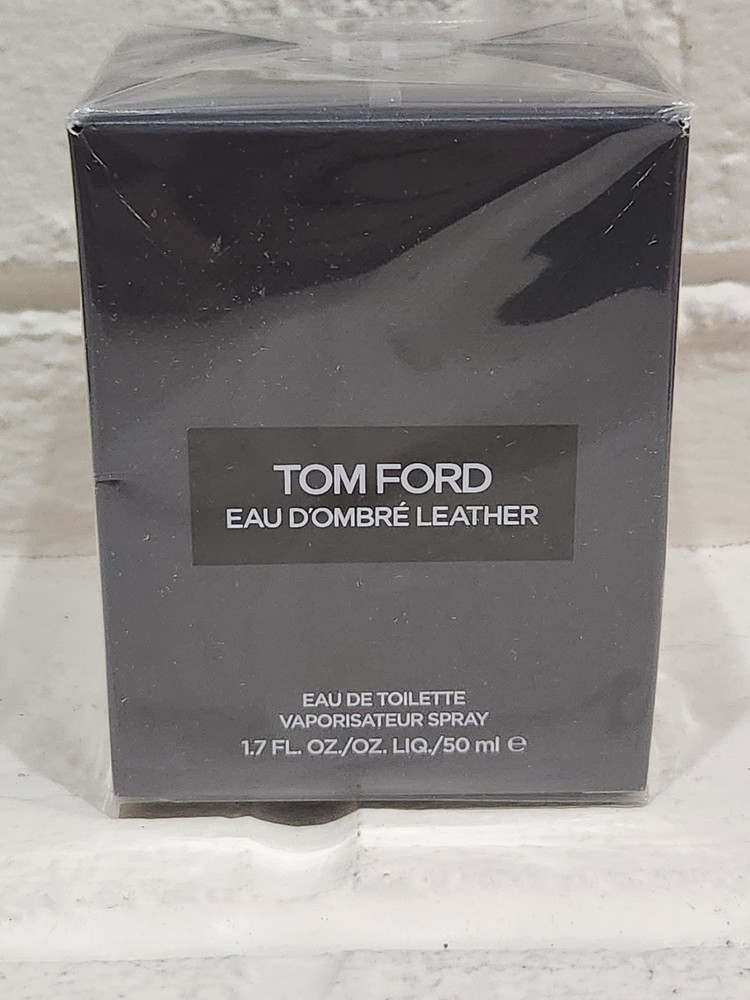 TOM FORD
EAU D'OMBRÉ LEATHER
EAU DE TOILETTE
VAPORISATEUR SPRAY
1.7 FL. OZ./OZ. LIQ./50 ml ℮